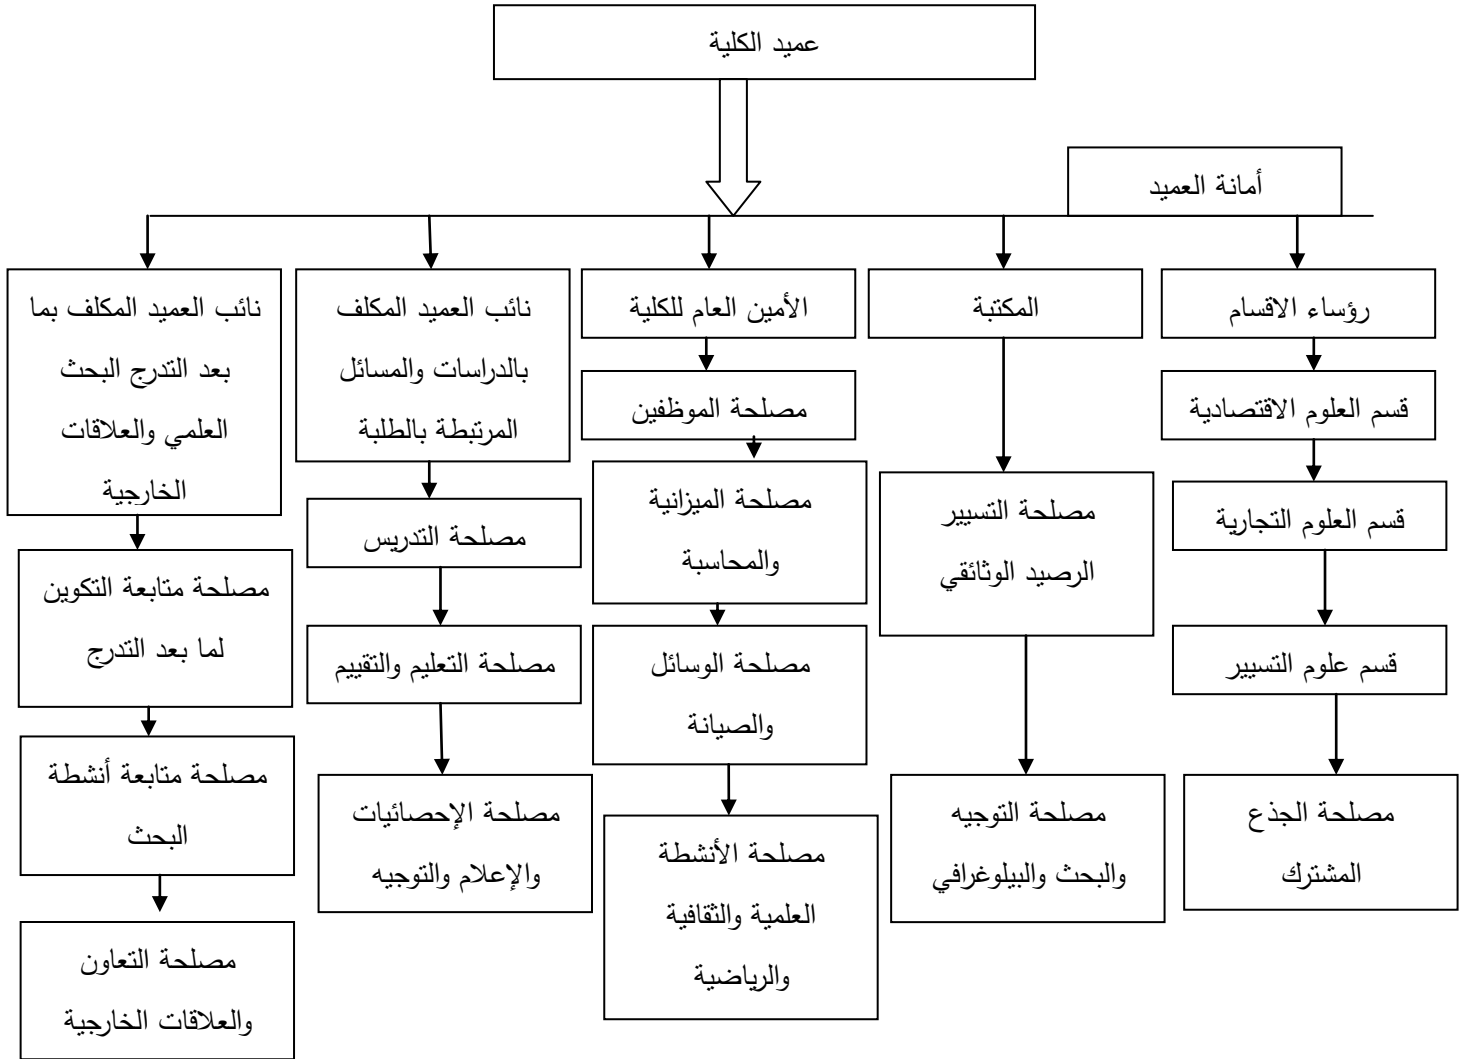 عميد الكلية
أمانة العميد
رؤساء الاقسام
قسم العلوم الاقتصادية
قسم العلوم التجارية
قسم علوم التسيير
مصلحة الجذع
المشترك
المكتبة
مصلحة التسيير
الرصيد الوثائقي
مصلحة التوجيه
والبحث والبيلوغرافي
الأمين العام للكلية
مصلحة الموظفين
مصلحة الميزانية
والمحاسبة
مصلحة الوسائل
والصيانة
مصلحة الأنشطة
العلمية والثقافية
والرياضية
نائب العميد المكلف
بالدراسات والمسائل
المرتبطة بالطلبة
مصلحة التدريس
مصلحة التعليم والتقييم
مصلحة الإحصائيات
والإعلام والتوجيه
نائب العميد المكلف بما
بعد التدرج البحث
العلمي والعلاقات
الخارجية
مصلحة متابعة التكوين
لما بعد التدرج
مصلحة متابعة أنشطة
البحث
مصلحة التعاون
والعلاقات الخارجية